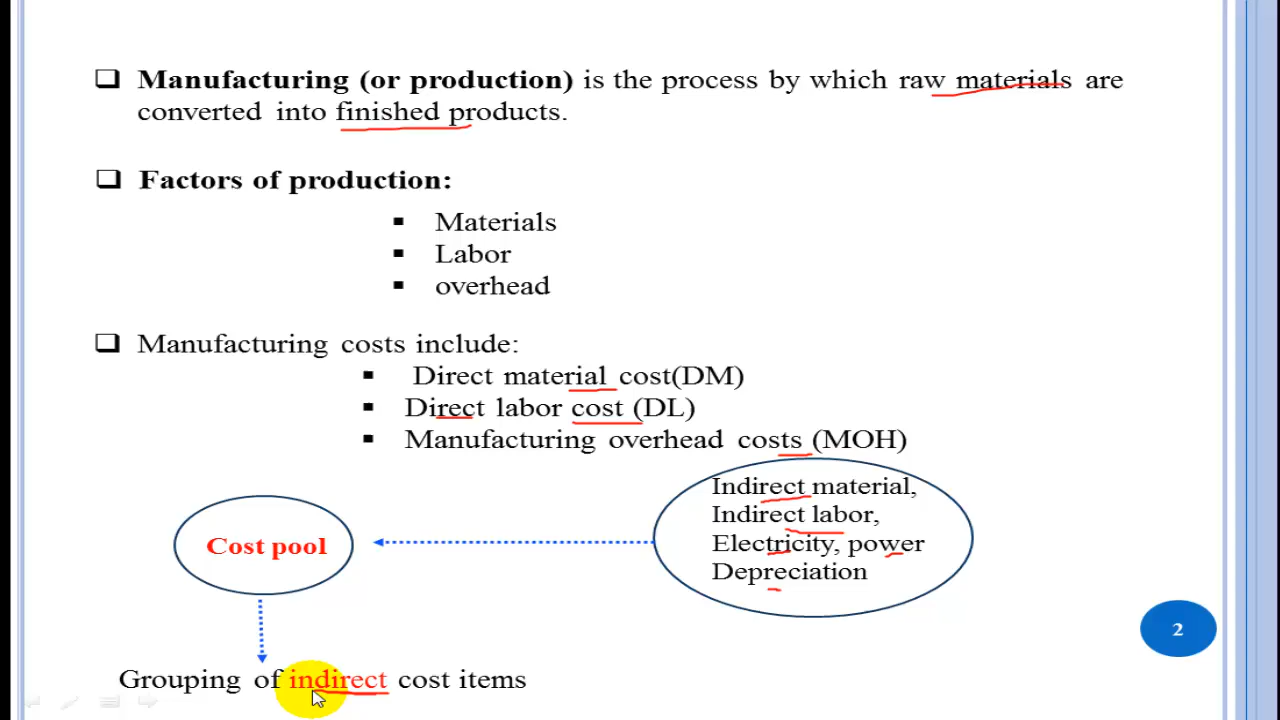 Manufacturing (or production) is the process by which raw materials are
converted into finished products.
Factors of production:
Materials
Labor
overhead
Manufacturing costs include:
Direct material cost(DM)
Direct labor cost (DL)
Manufacturing overhead costs (MOH)
Indirect material,
Indirect labor,
Electricity, power
Depreciation
Cost pool
Grouping of indirect cost items
2